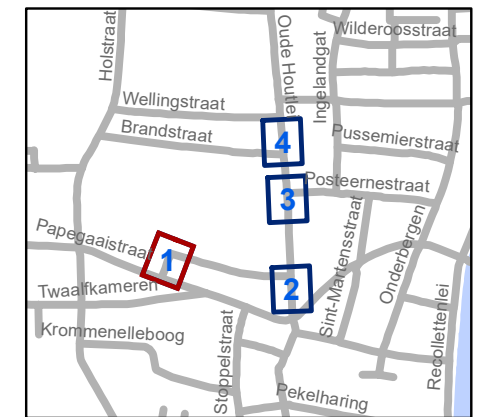 Holstraat
Oude Houtle
Ingelandgat
Wilderoosstraat
Wellingstraat
Brandstraat
4
Pussemierstraat
3
Posteernestraat
Papegaaistraat
1
2
Sint-Martensstraat
Onderbergen
Twaalfkameren
Krommenelleboog
Stoppelstraat
Recollettenlei
Pekelharing